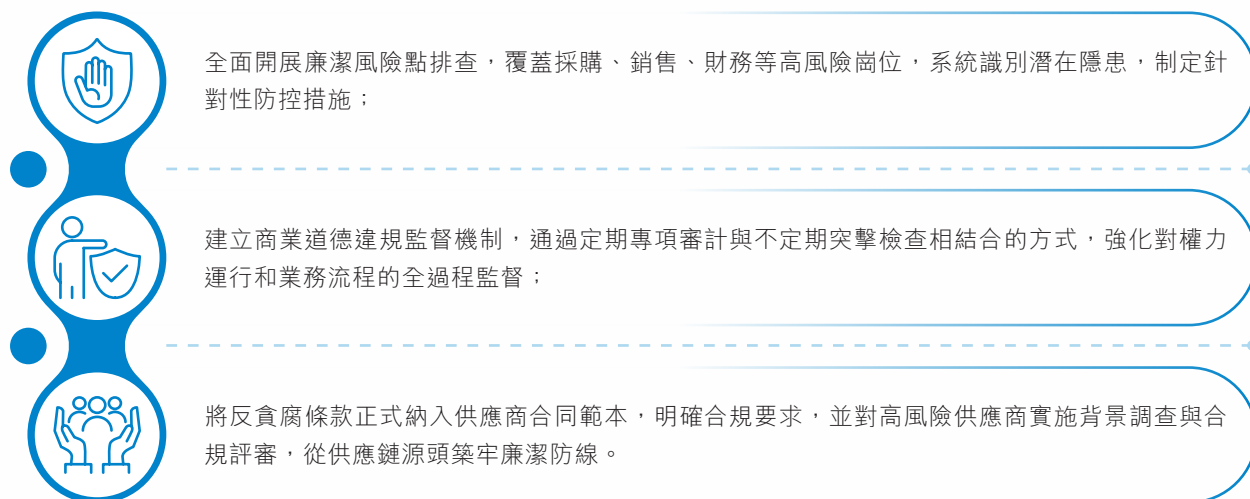 全面開展廉潔風險點排查，覆蓋採購、銷售、財務等高風險崗位，系統識別潛在隱患，制定針
對性防控措施；
建立商業道德違規監督機制，通過定期專項審計與不定期突擊檢查相結合的方式，強化對權力
運行和業務流程的全過程監督；
將反貪腐條款正式納入供應商合同範本，明確合規要求，並對高風險供應商實施背景調查與合
規評審，從供應鏈源頭築牢廉潔防線。